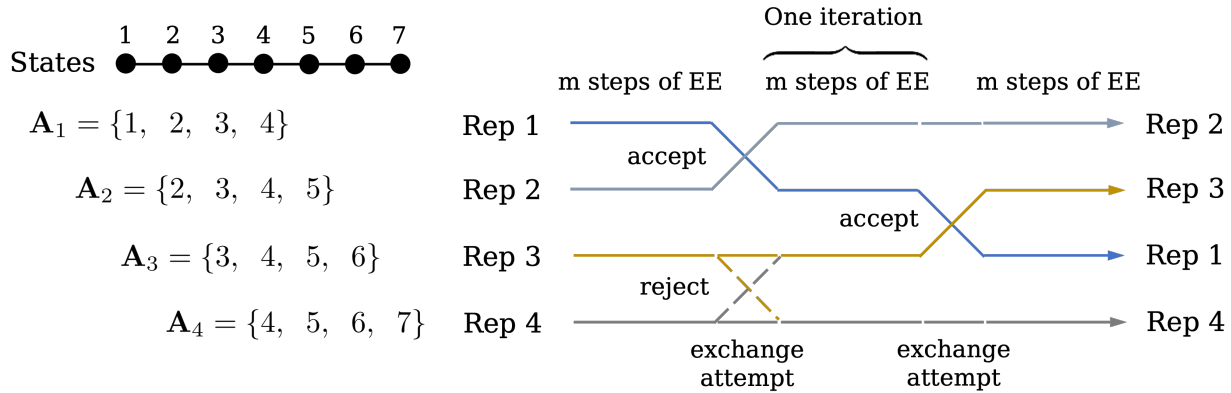 One iteration
1 2 3 4 5 6 7
States
m steps of EE m steps of EE m steps of EE
A₁ = {1, 2, 3, 4} Rep 1 Rep 2
accept
A₂ = {2, 3, 4, 5} Rep 2 Rep 3
accept
A₃ = {3, 4, 5, 6} Rep 3 Rep 1
reject
A₄ = {4, 5, 6, 7} Rep 4 Rep 4
exchange exchange
attempt attempt